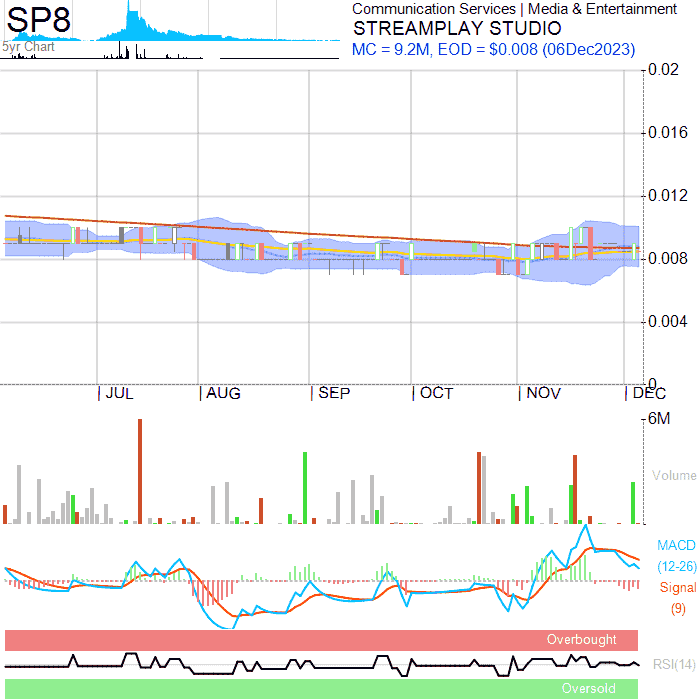 SP8
5yr Chart
Communication Services | Media & Entertainment
STREAMPLAY STUDIO
MC = 9.2M, EOD = $0.008 (06Dec2023)
0.02
0.016
0.012
0.008
0.004
0
JUL AUG SEP OCT NOV DEC
6M
Volume
MACD
(12-26)
Signal
(9)
Overbought
RSI(14)
Oversold